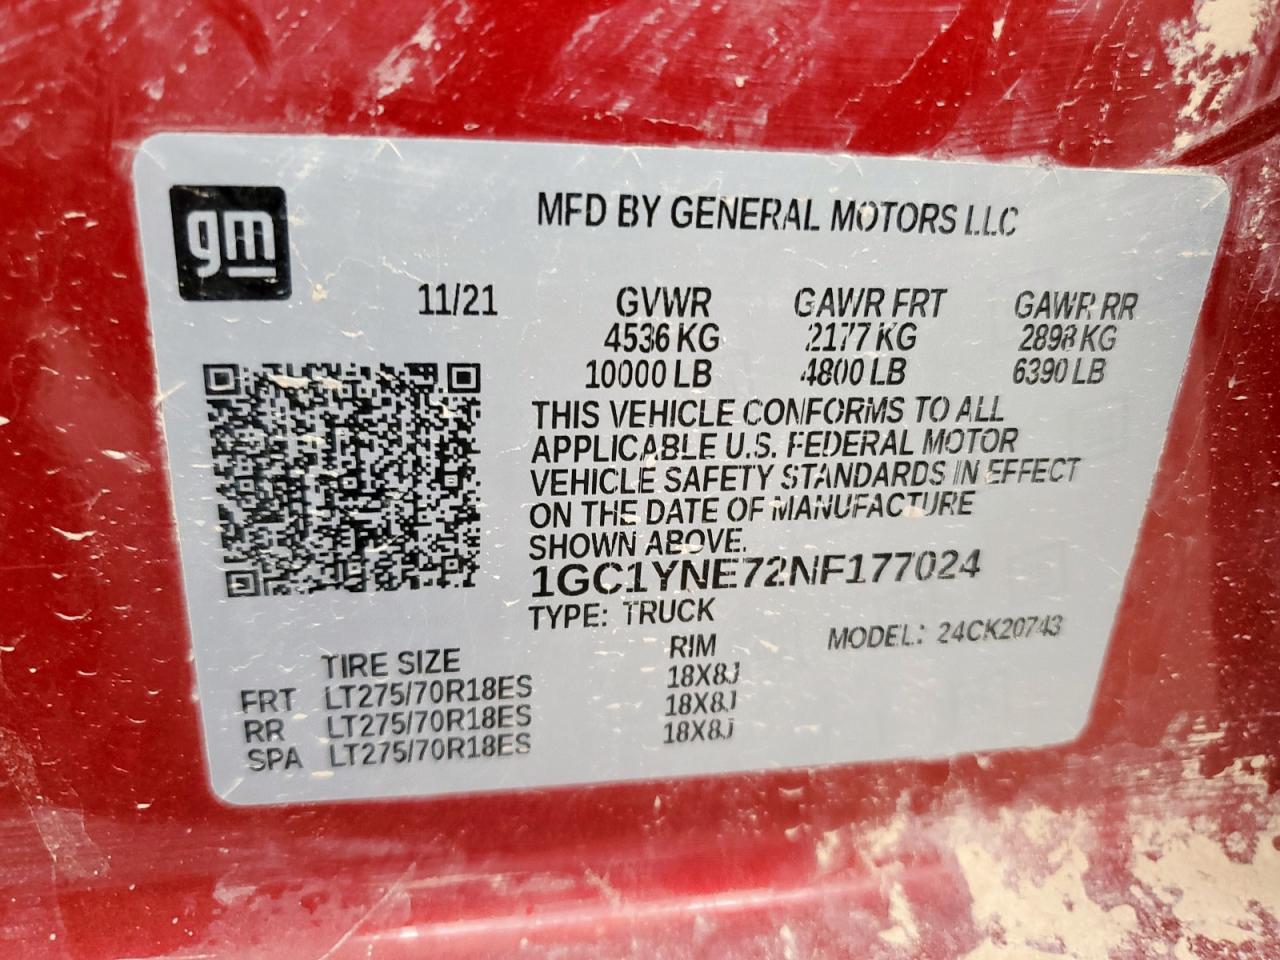 gm
MFD BY GENERAL MOTORS LLC
11/21 GVWR GAWR FRT GAWR RR
4536 KG 2177 KG 2898 KG
10000 LB 4800 LB 6390 LB
THIS VEHICLE CONFORMS TO ALL
APPLICABLE U.S. FEDERAL MOTOR
VEHICLE SAFETY STANDARDS IN EFFECT
ON THE DATE OF MANUFACTURE
SHOWN ABOVE.
1GC1YNE72NF177024
TYPE: TRUCK MODEL: 24CK20743
TIRE SIZE RIM
FRT LT275/70R18ES 18X8J
RR LT275/70R18ES 18X8J
SPA LT275/70R18ES 18X8J